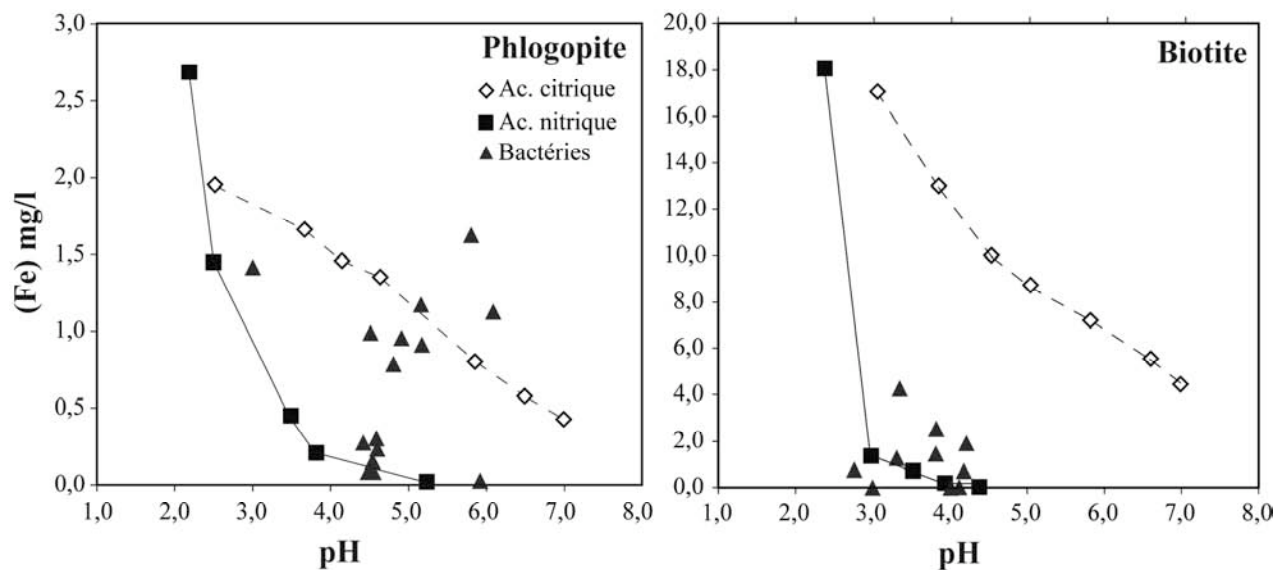 Phlogopite
Ac. citrique
Ac. nitrique
Bactéries
(Fe) mg/l
3,0
2,5
2,0
1,5
1,0
0,5
0,0
1,0 2,0 3,0 4,0 5,0 6,0 7,0 8,0
pH
Biotite
20,0
18,0
16,0
14,0
12,0
10,0
8,0
6,0
4,0
2,0
0,0
1,0 2,0 3,0 4,0 5,0 6,0 7,0 8,0
pH